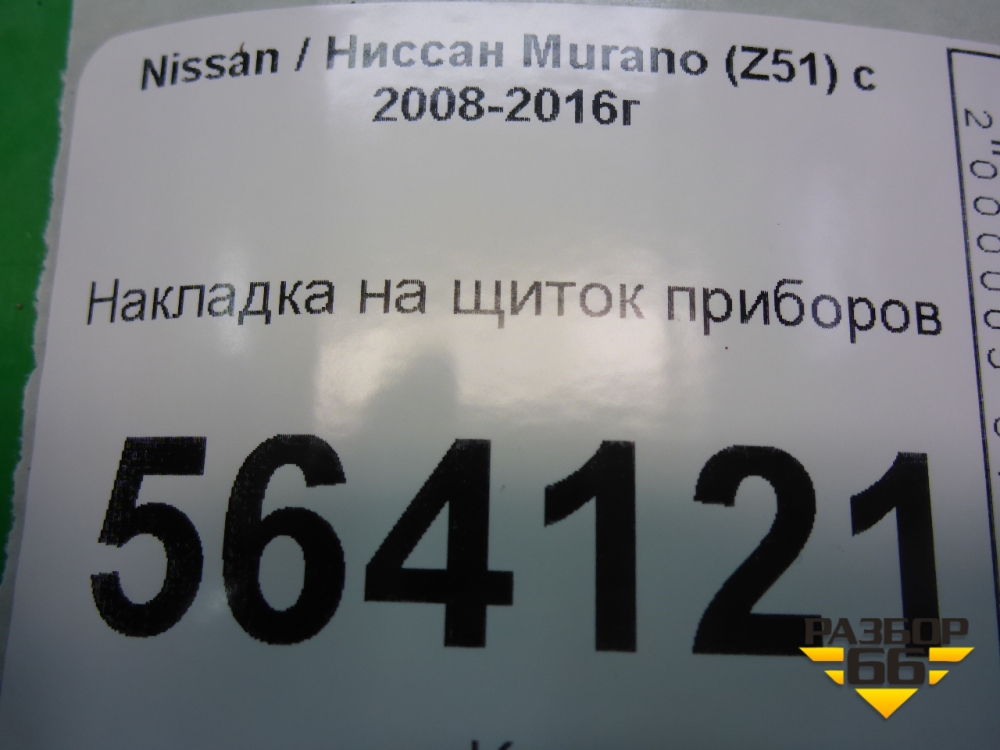 Nissan / Ниссан Murano (Z51) с
2008-2016г
Накладка на щиток приборов
564121
РАЗБОР
66